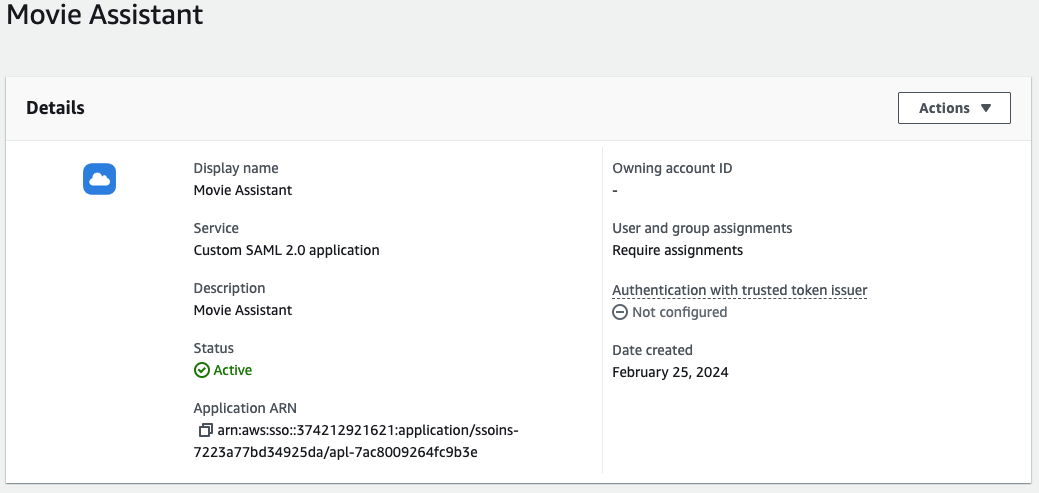 Movie Assistant
Details
Actions
Display name
Movie Assistant
Service
Custom SAML 2.0 application
Description
Movie Assistant
Status
Active
Application ARN
arn:aws:sso::374212921621:application/ssoins-
7223a77bd34925da/apl-7ac8009264fc9b3e
Owning account ID
-
User and group assignments
Require assignments
Authentication with trusted token issuer
Not configured
Date created
February 25, 2024